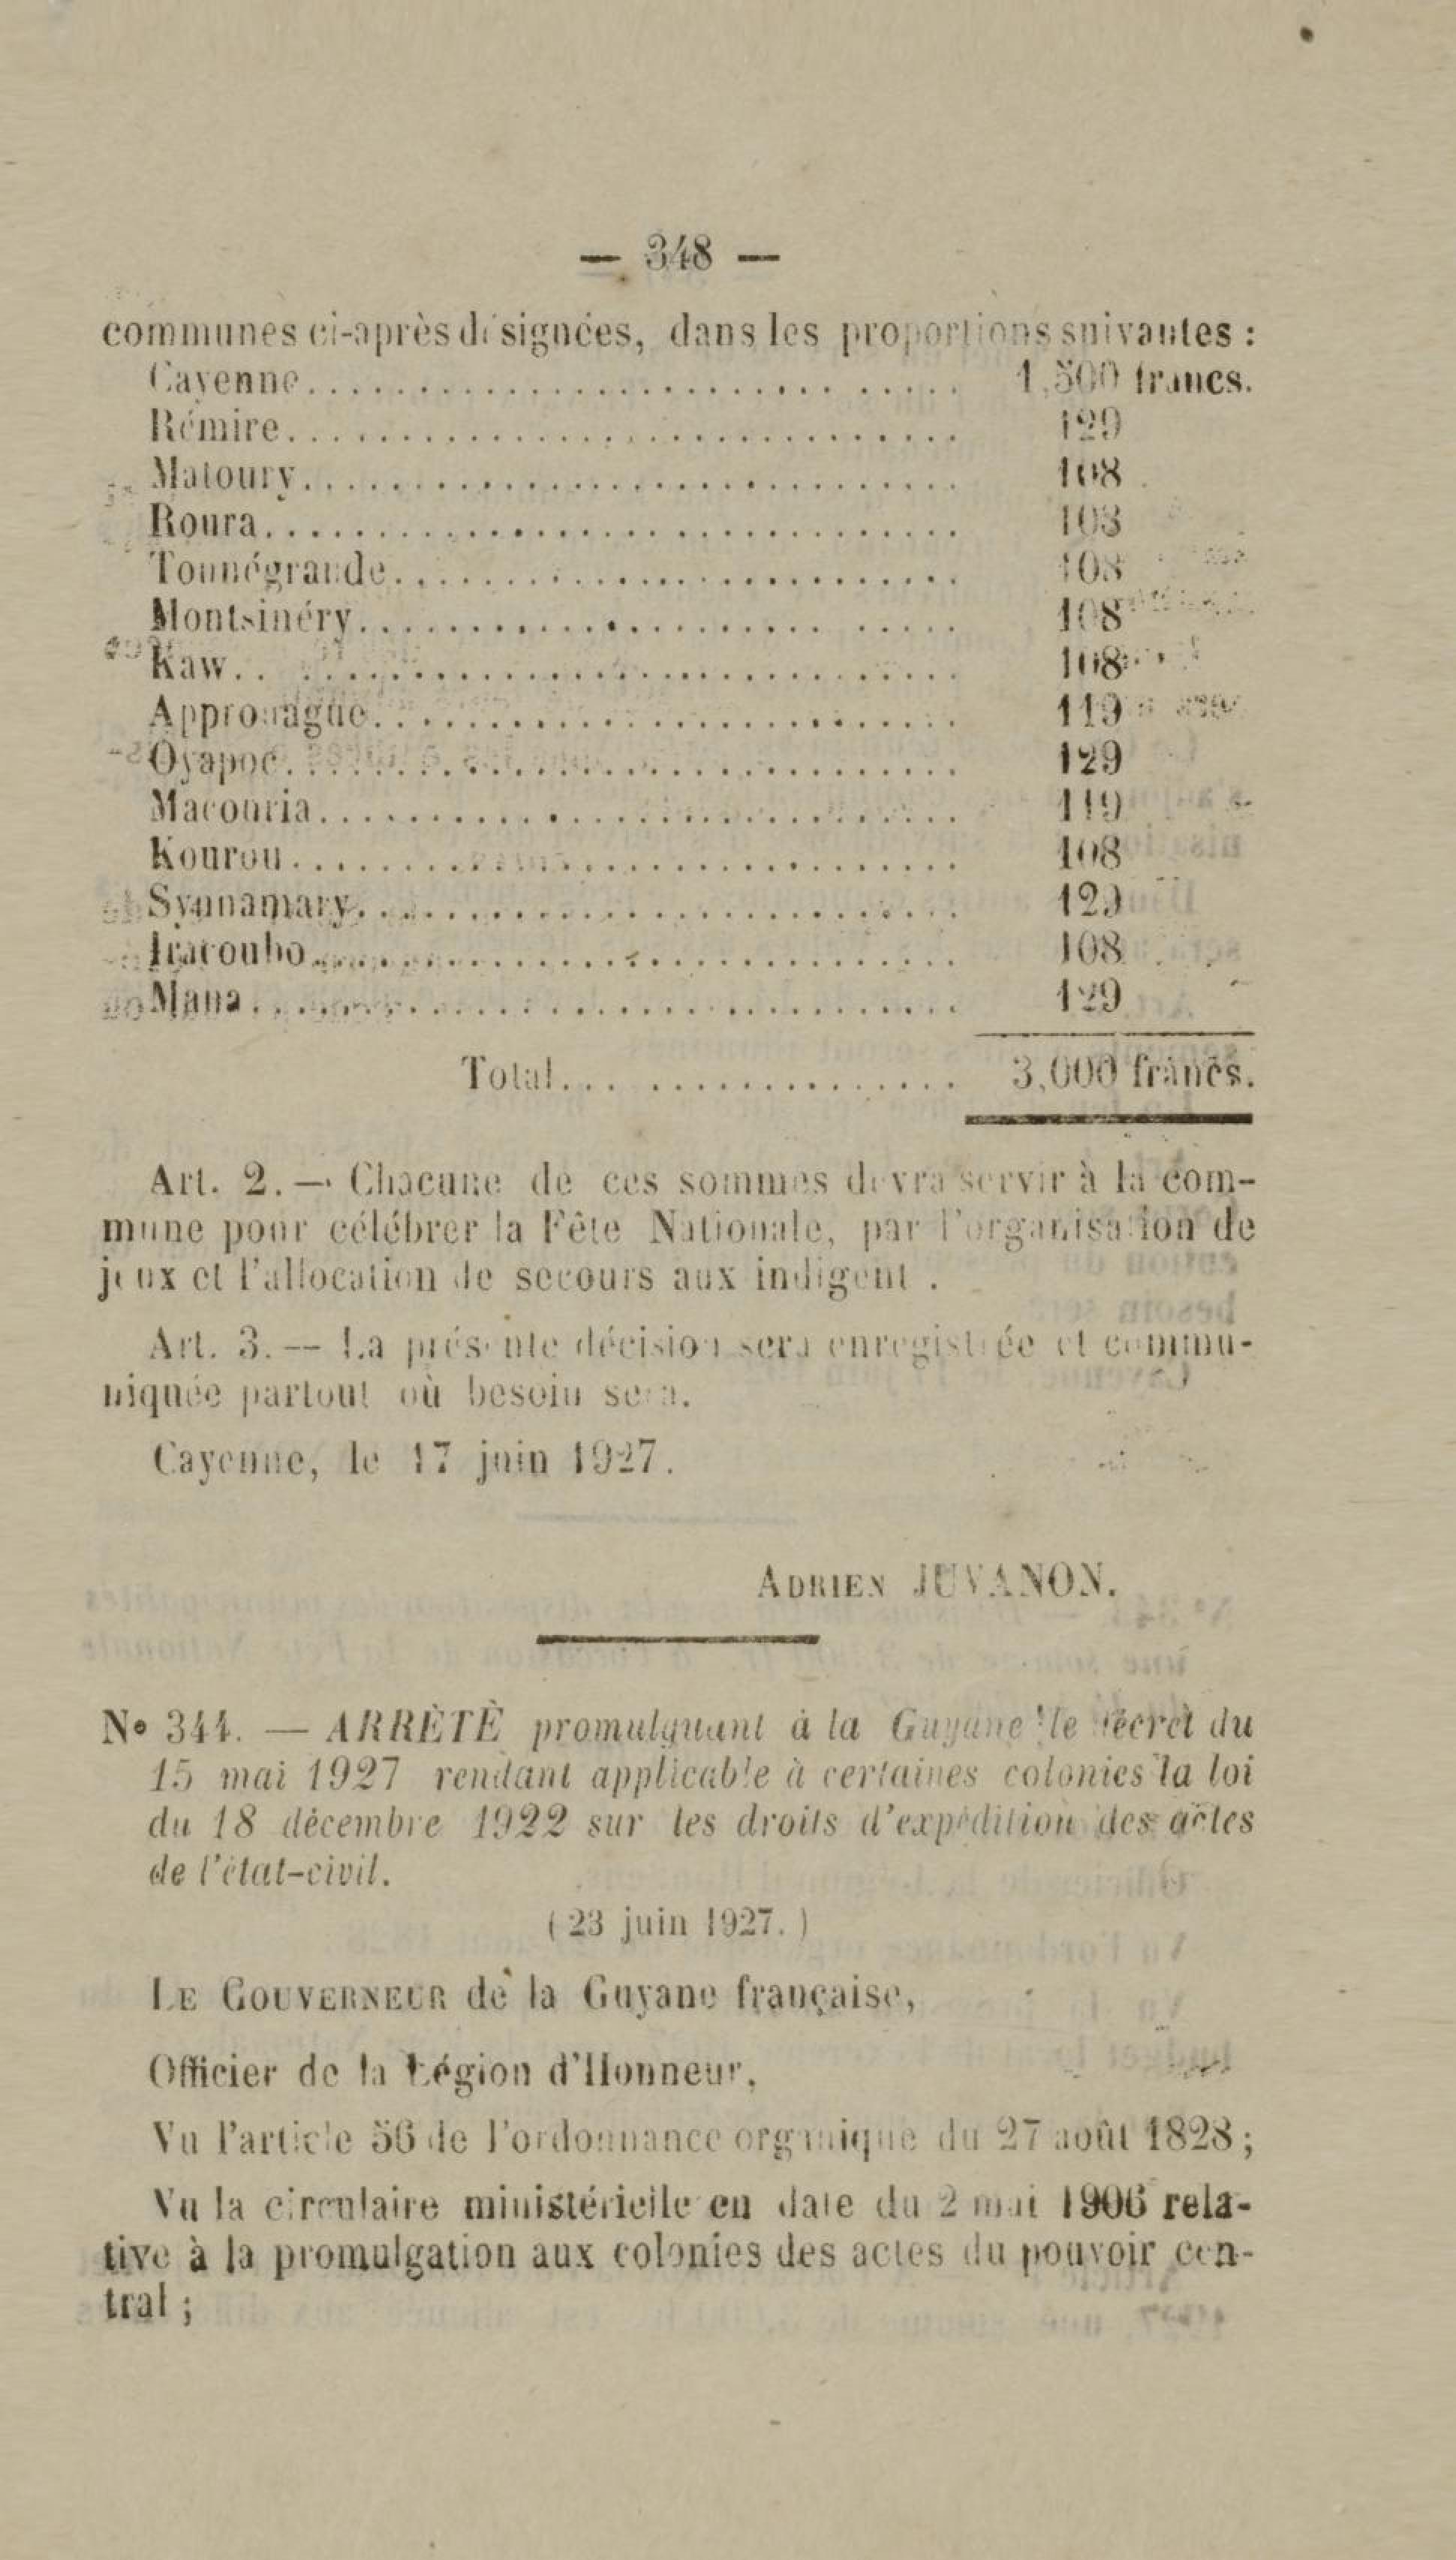 — 348 —
communes ci-après désignées, dans les proportions suivantes :
Cayenne.............................. 1,500 francs.
Rémire.............................. 129
Matoury.............................. 108
Roura.............................. 103
Tonnégrande.............................. 108
Montsinéry.............................. 108
Kaw.............................. 108
Approuague.............................. 119
Oyapoc.............................. 129
Macouria.............................. 119
Kourou.............................. 108
Synnamary.............................. 129
Iracoubo.............................. 108
Mana.............................. 129
Total.................. 3,000 francs.
Art. 2. — Chacune de ces sommes devra servir à la com-
mune pour célébrer la Fête Nationale, par l'organisation de
jeux et l'allocation de secours aux indigent .
Art. 3. — La présente décision sera enregistrée et commu-
niquée partout où besoin sera.
Cayenne, le 17 juin 1927.
ADRIEN JUVANON.
N° 344. — ARRÈTÈ promulguant à la Guyane le décret du
15 mai 1927 rendant applicable à certaines colonies la loi
du 18 décembre 1922 sur les droits d'expédition des actes
de l'état-civil.
( 23 juin 1927. )
LE GOUVERNEUR de la Guyane française,
Officier de la Légion d'Honneur,
Vu l'article 56 de l'ordonnance organique du 27 août 1828 ;
Vu la circulaire ministérielle en date du 2 mai 1906 rela-
tive à la promulgation aux colonies des actes du pouvoir cen-
tral ;